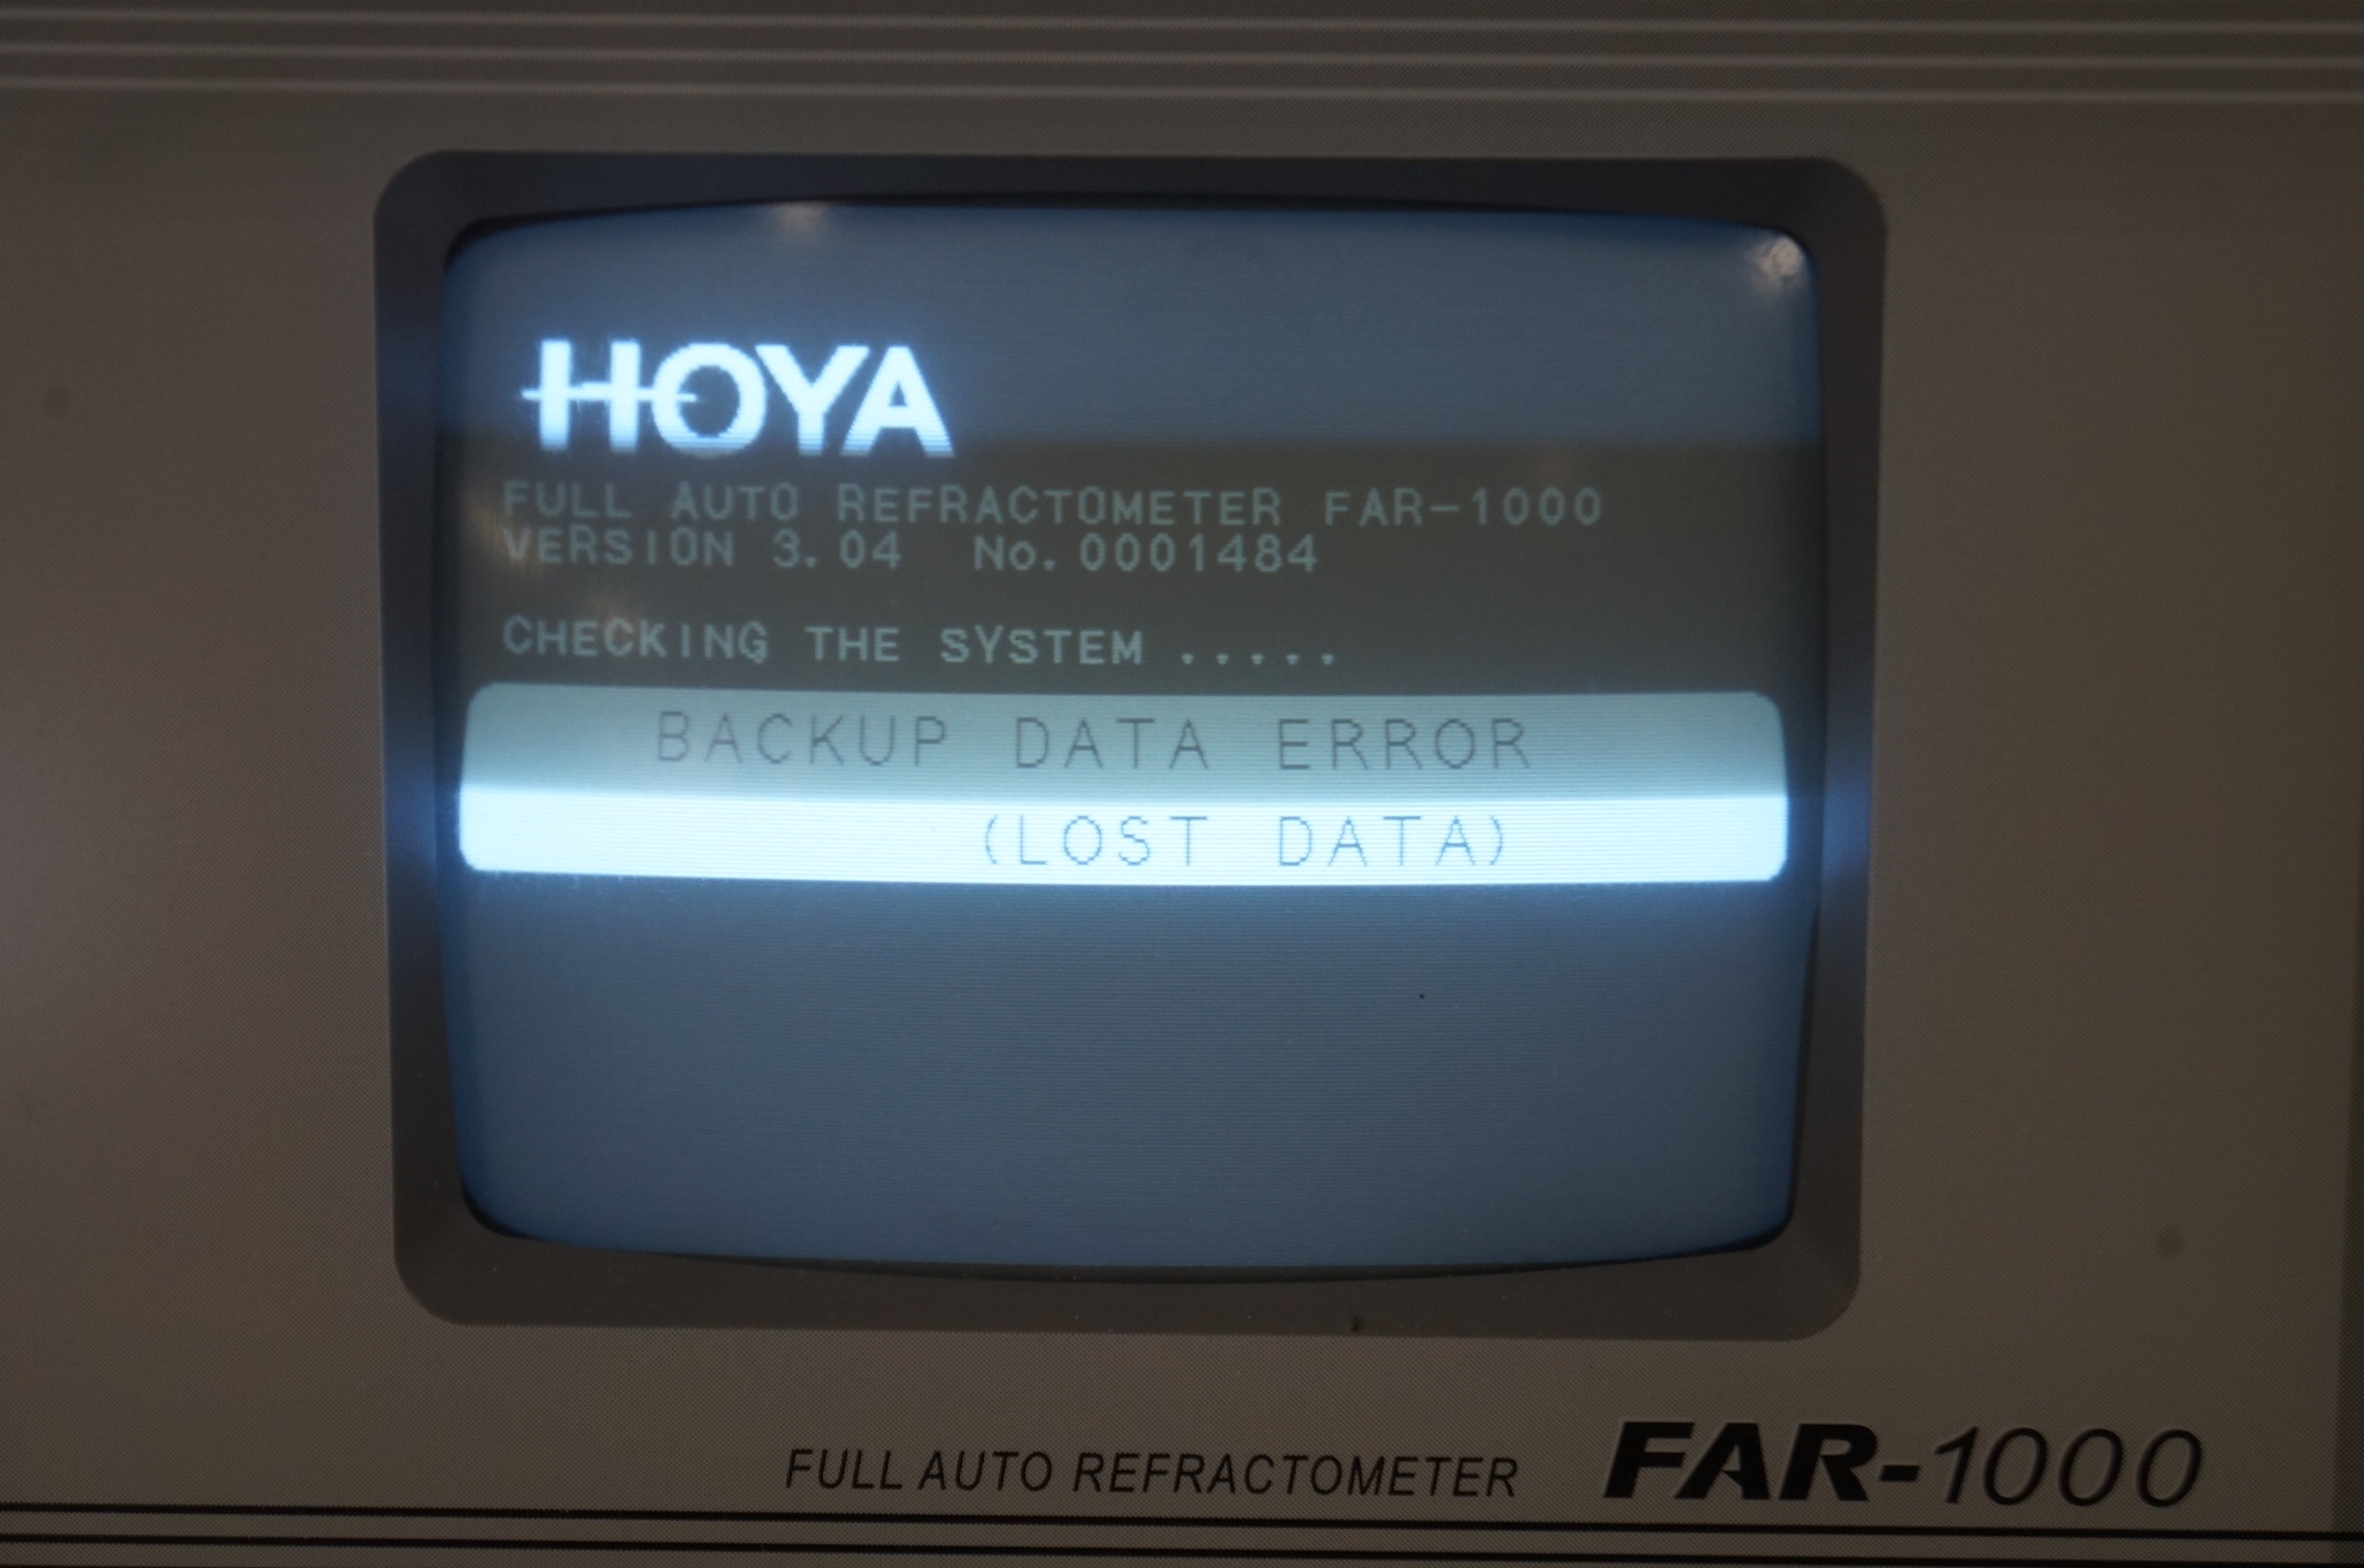 HOYA
FULL AUTO REFRACTOMETER FAR-1000
VERSION 3.04 No.0001484
CHECKING THE SYSTEM .....
BACKUP DATA ERROR
(LOST DATA)
FULL AUTO REFRACTOMETER FAR-1000